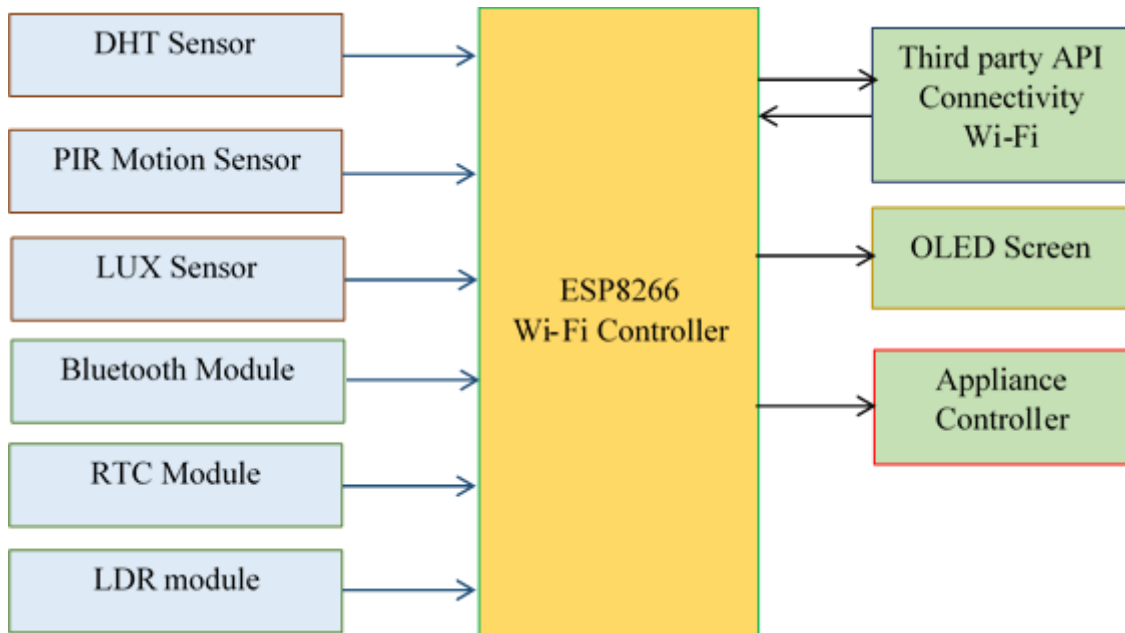 DHT Sensor
PIR Motion Sensor
LUX Sensor
Bluetooth Module
RTC Module
LDR module
ESP8266
Wi-Fi Controller
Third party API
Connectivity
Wi-Fi
OLED Screen
Appliance
Controller